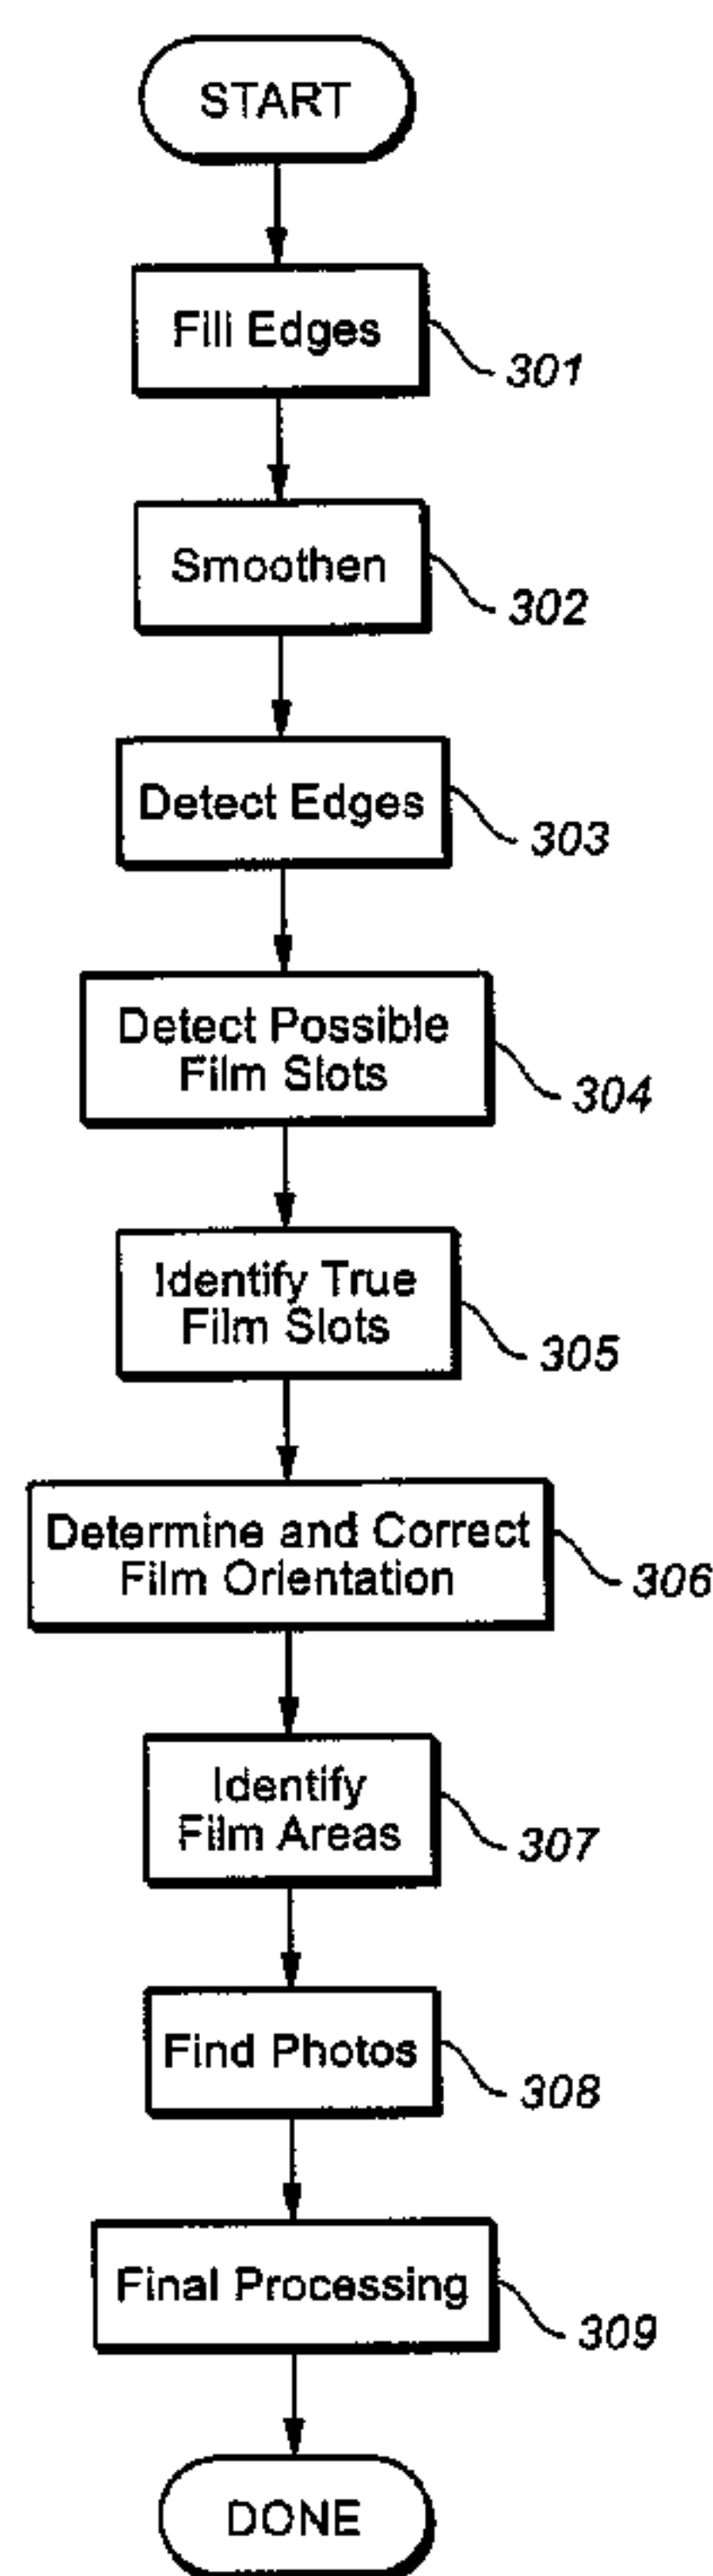 START
Fill Edges
301
Smoothen
302
Detect Edges
303
Detect Possible
Film Slots
304
Identify True
Film Slots
305
Determine and Correct
Film Orientation
306
Identify
Film Areas
307
Find Photos
308
Final Processing
309
DONE